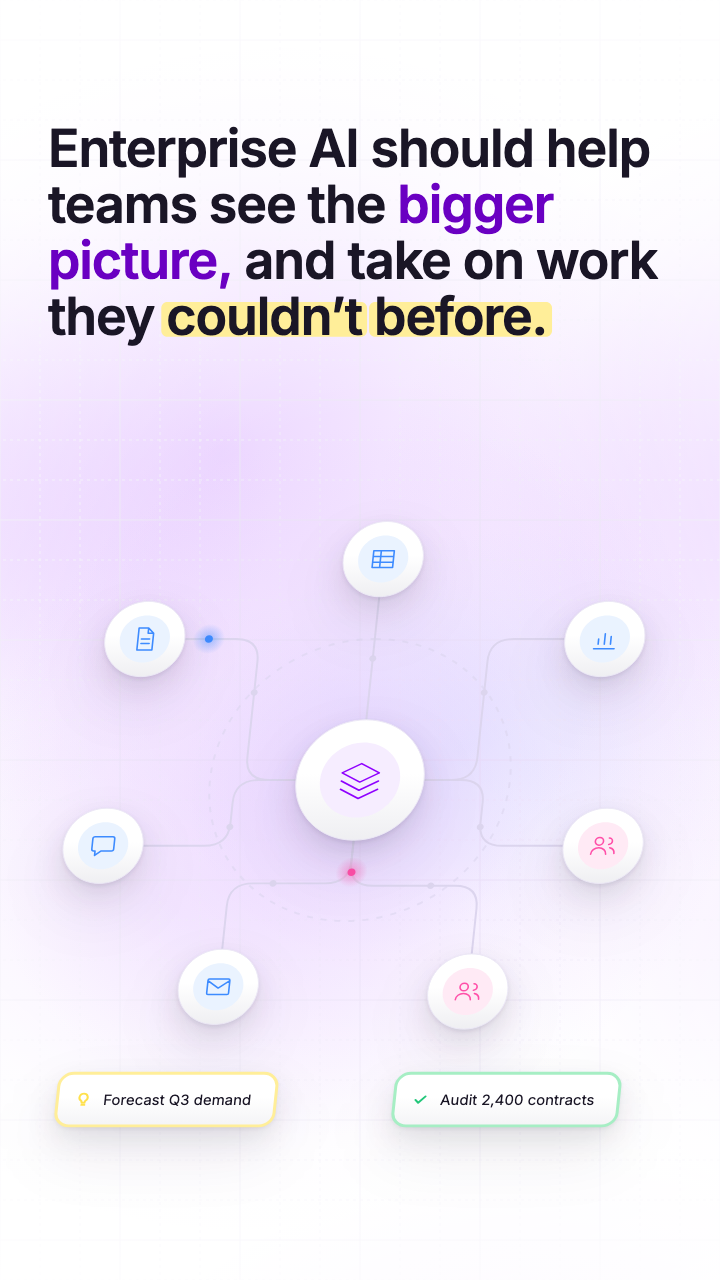 Enterprise AI should help
teams see the bigger
picture, and take on work
they couldn’t before.
Forecast Q3 demand
Audit 2,400 contracts